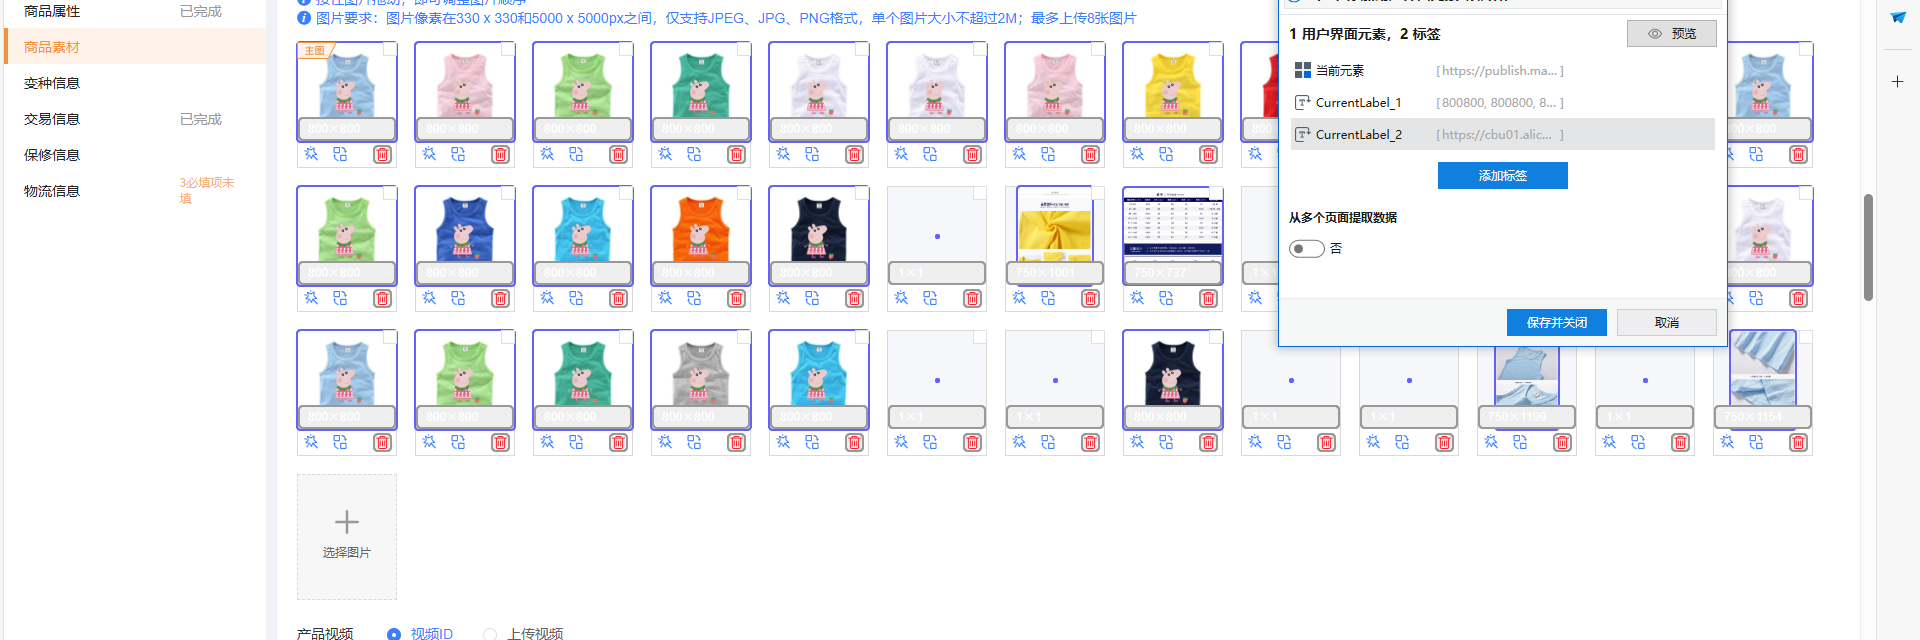 商品属性 已完成
商品素材
变种信息
交易信息 已完成
保修信息
物流信息 3必填项未填
图片要求：图片像素在330 x 330和5000 x 5000px之间，仅支持JPEG、JPG、PNG格式，单个图片大小不超过2M；最多上传8张图片
主图
800×800 800×800 800×800 800×800 800×800 800×800 800×800 800×800
800×800 800×800 800×800 800×800 800×800 1×1 750×1001 750×737
800×800 800×800 800×800 800×800 800×800 1×1 1×1 800×800 1×1 1×1 750×1199 1×1 750×1154
选择图片
产品视频 视频ID 上传视频
1 用户界面元素，2 标签
预览
当前元素 [https://publish.ma... ]
CurrentLabel_1 [800800, 800800, 8... ]
CurrentLabel_2 [https://cbu01.alic... ]
添加标签
从多个页面提取数据
否
保存并关闭 取消